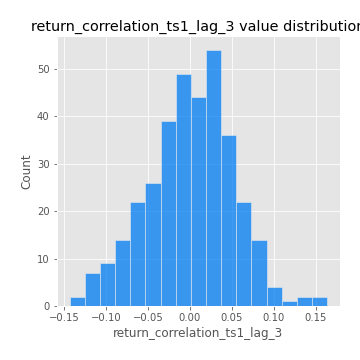 return_correlation_ts1_lag_3 value distribution
50
40
30
20
10
0
Count
−0.15 −0.10 −0.05 0.00 0.05 0.10 0.15
return_correlation_ts1_lag_3